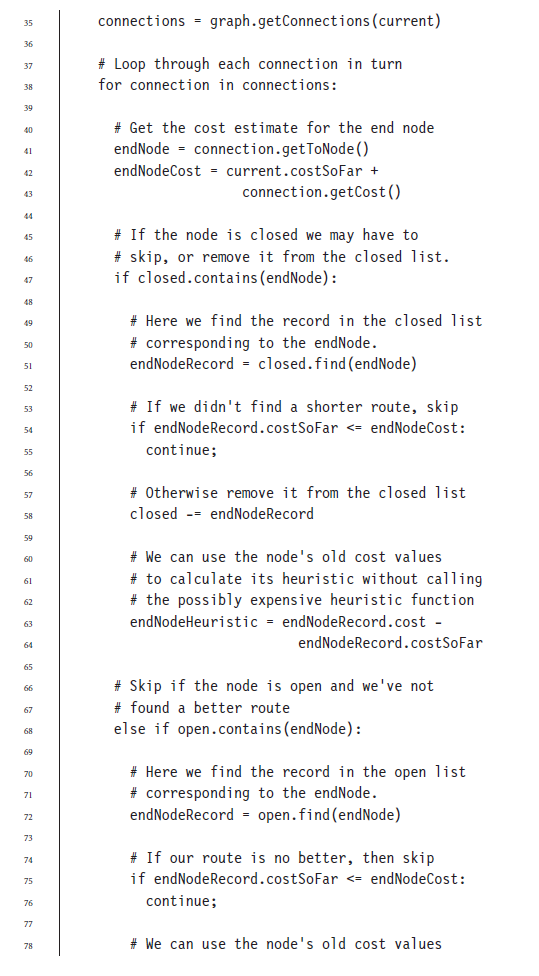 35 connections = graph.getConnections(current)
36
37 # Loop through each connection in turn
38 for connection in connections:
39
40 # Get the cost estimate for the end node
41 endNode = connection.getToNode()
42 endNodeCost = current.costSoFar +
43 connection.getCost()
44
45 # If the node is closed we may have to
46 # skip, or remove it from the closed list.
47 if closed.contains(endNode):
48
49 # Here we find the record in the closed list
50 # corresponding to the endNode.
51 endNodeRecord = closed.find(endNode)
52
53 # If we didn't find a shorter route, skip
54 if endNodeRecord.costSoFar <= endNodeCost:
55 continue;
56
57 # Otherwise remove it from the closed list
58 closed -= endNodeRecord
59
60 # We can use the node's old cost values
61 # to calculate its heuristic without calling
62 # the possibly expensive heuristic function
63 endNodeHeuristic = endNodeRecord.cost -
64 endNodeRecord.costSoFar
65
66 # Skip if the node is open and we've not
67 # found a better route
68 else if open.contains(endNode):
69
70 # Here we find the record in the open list
71 # corresponding to the endNode.
72 endNodeRecord = open.find(endNode)
73
74 # If our route is no better, then skip
75 if endNodeRecord.costSoFar <= endNodeCost:
76 continue;
77
78 # We can use the node's old cost values